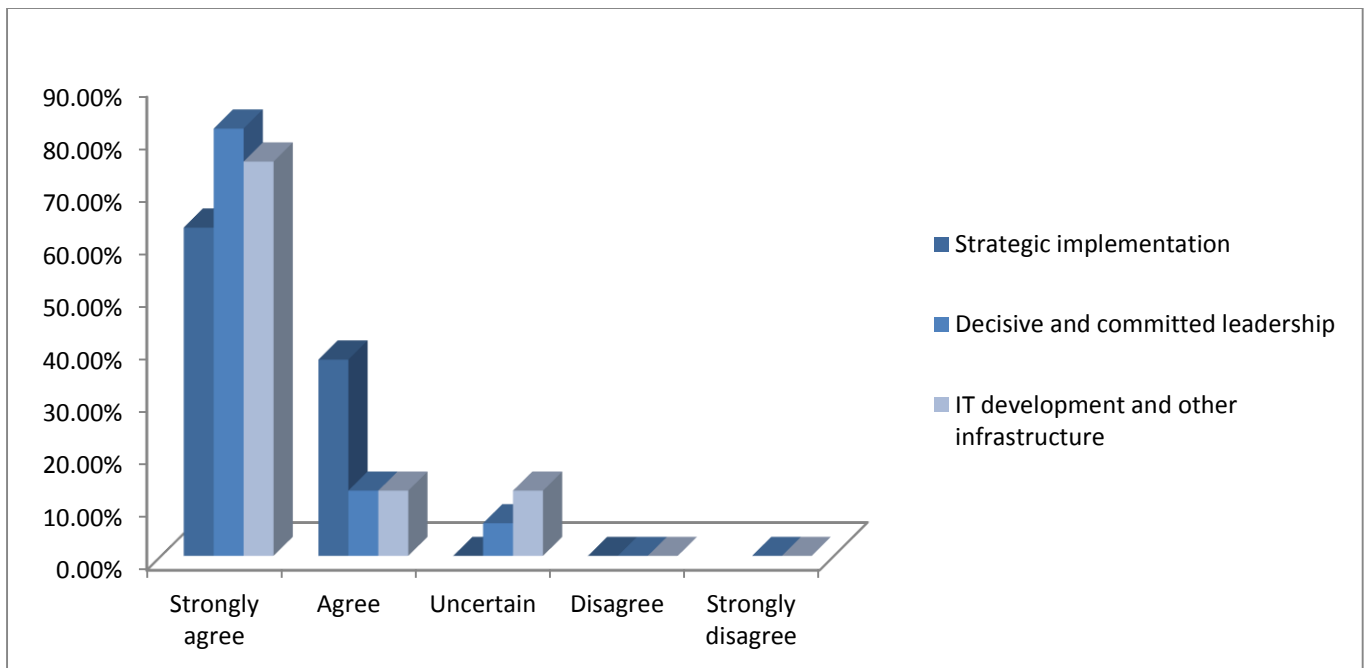 90.00%
80.00%
70.00%
60.00%
50.00%
40.00%
30.00%
20.00%
10.00%
0.00%
Strongly
agree
Agree
Uncertain
Disagree
Strongly
disagree
Strategic implementation
Decisive and committed leadership
IT development and other
infrastructure